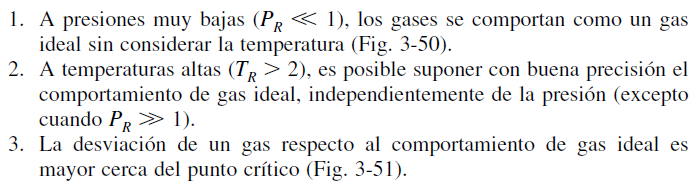 1. A presiones muy bajas (P_R ≪ 1), los gases se comportan como un gas
ideal sin considerar la temperatura (Fig. 3-50).
2. A temperaturas altas (T_R > 2), es posible suponer con buena precisión el
comportamiento de gas ideal, independientemente de la presión (excepto
cuando P_R ≫ 1).
3. La desviación de un gas respecto al comportamiento de gas ideal es
mayor cerca del punto crítico (Fig. 3-51).